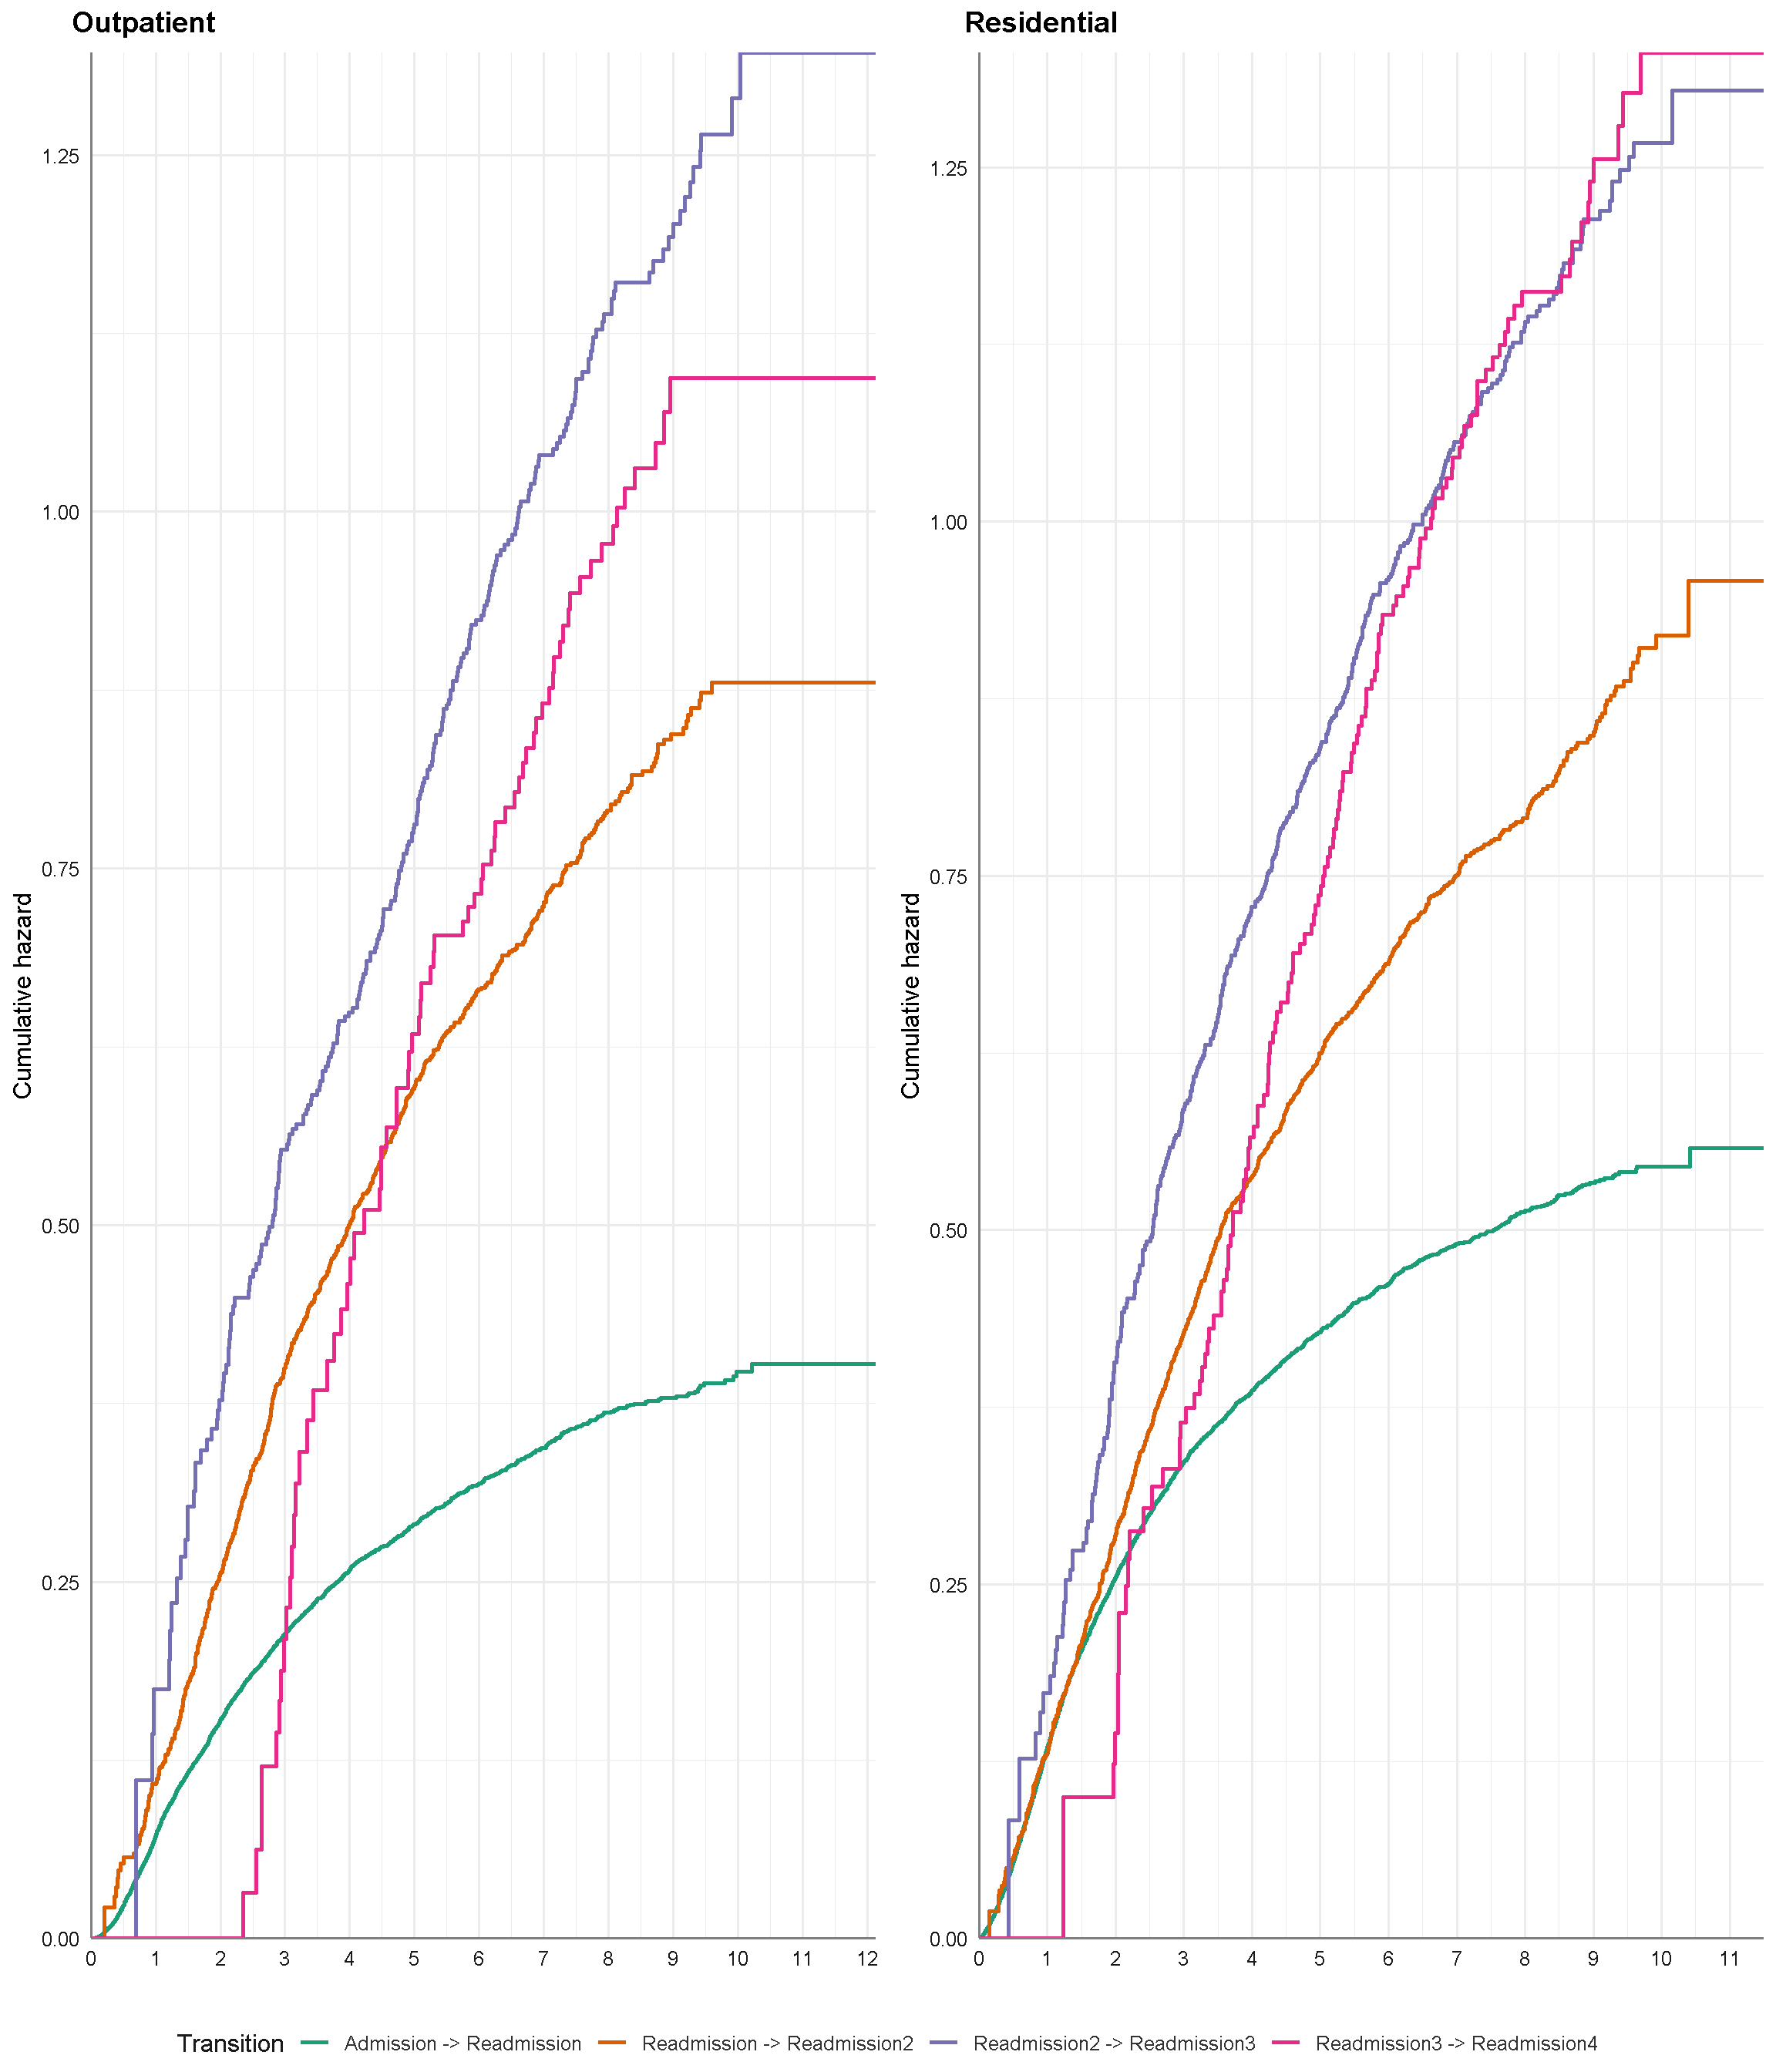 Outpatient
Residential
Cumulative hazard
1.25
1.00
0.75
0.50
0.25
0.00
0 1 2 3 4 5 6 7 8 9 10 11 12
Cumulative hazard
1.25
1.00
0.75
0.50
0.25
0.00
0 1 2 3 4 5 6 7 8 9 10 11
Transition Admission -> Readmission Readmission -> Readmission2 Readmission2 -> Readmission3 Readmission3 -> Readmission4